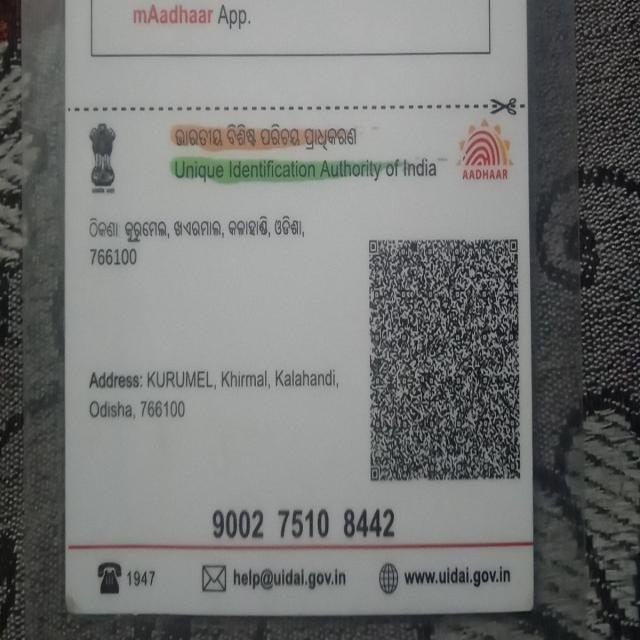 mAadhaar App.
ଭାରତୀୟ ବିଶିଷ୍ଟ ପରିଚୟ ପ୍ରାଧିକରଣ
Unique Identification Authority of India
AADHAAR
ଠିକଣା: କୁରୁମେଲ, ଖଏରମାଲ, କଳାହାଣ୍ଡି, ଓଡିଶା,
766100
Address: KURUMEL, Khirmal, Kalahandi,
Odisha, 766100
9002 7510 8442
1947
help@uidai.gov.in
www.uidai.gov.in